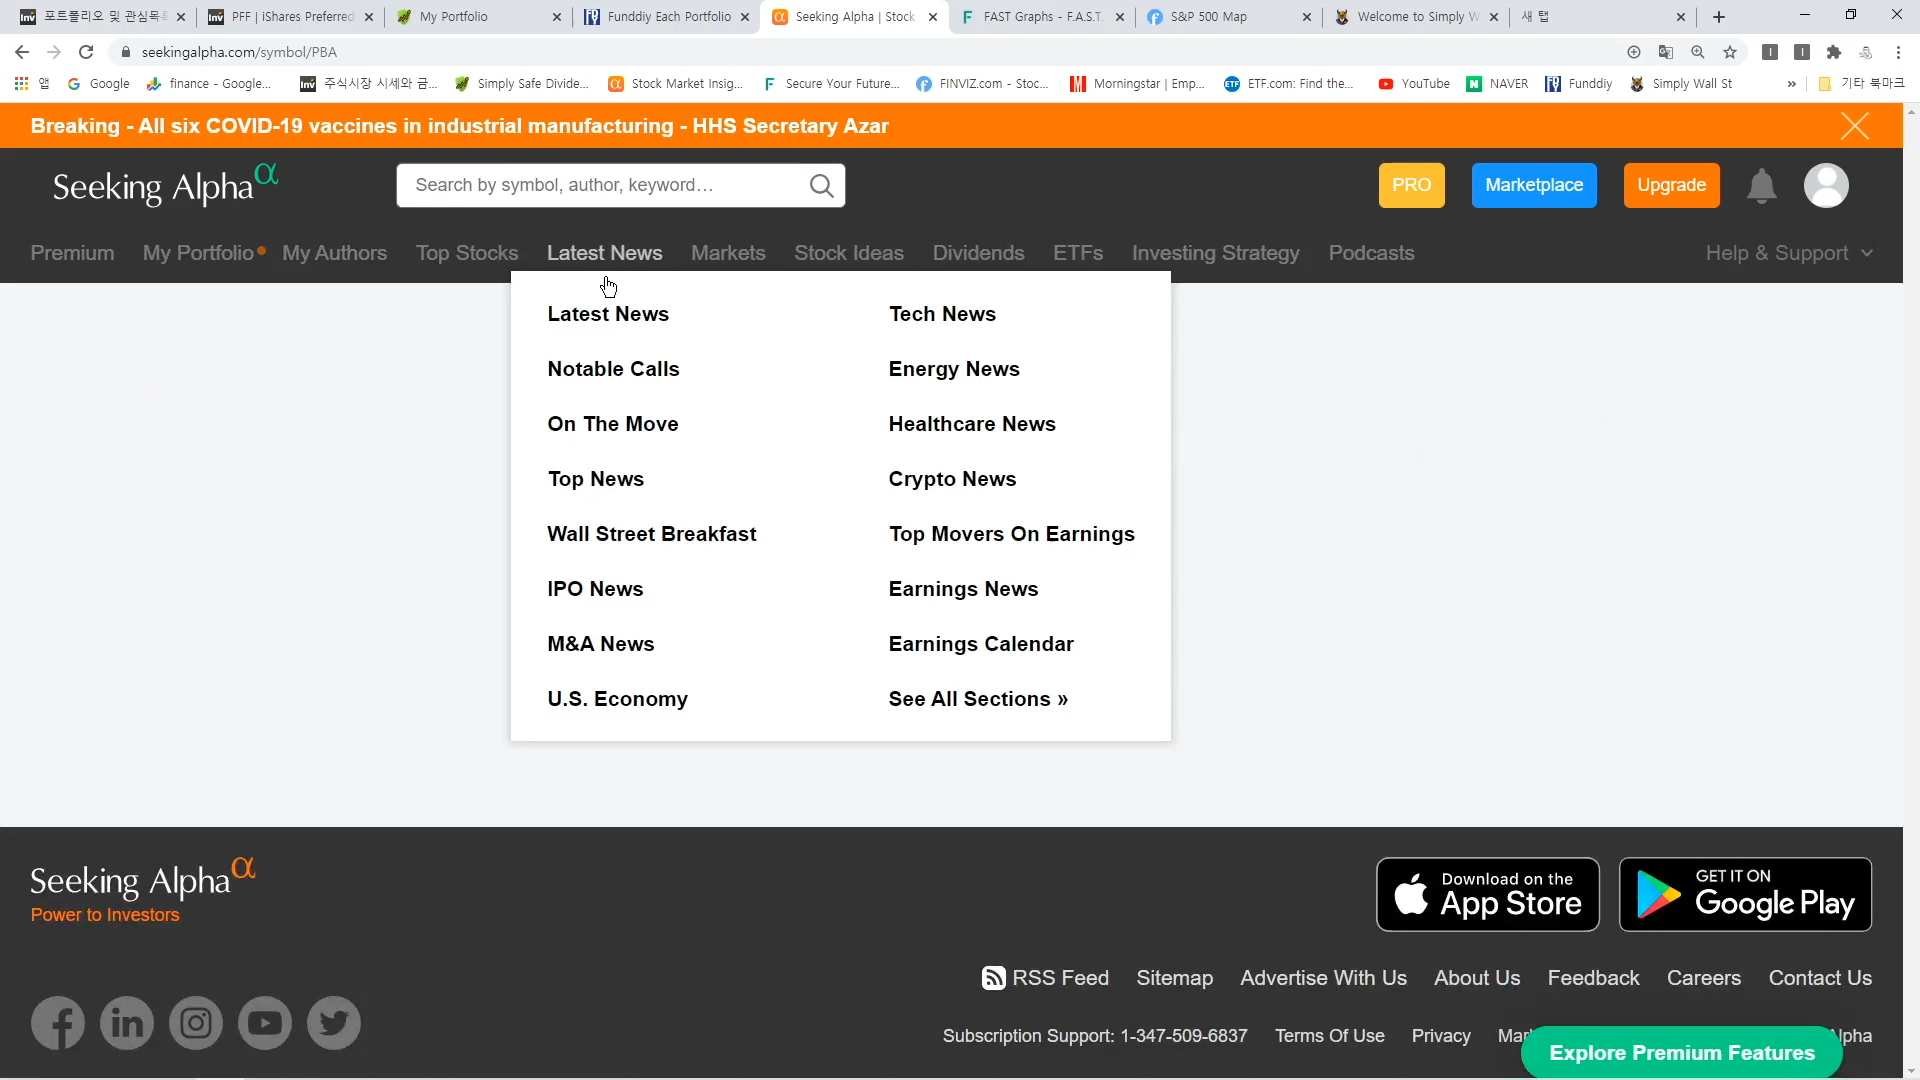 포트폴리오 및 관심목록
PFF | iShares Preferred
My Portfolio
Funddiy Each Portfolio
Seeking Alpha | Stock
FAST Graphs - F.A.S.T.
S&P 500 Map
Welcome to Simply W
새 탭
seekingalpha.com/symbol/PBA
앱
Google
finance - Google...
주식시장 시세와 금...
Simply Safe Divide...
Stock Market Insig...
Secure Your Future...
FINVIZ.com - Stoc...
Morningstar | Emp...
ETF.com: Find the...
YouTube
NAVER
Funddiy
Simply Wall St
»
기타 북마크
Breaking - All six COVID-19 vaccines in industrial manufacturing - HHS Secretary Azar
Seeking Alpha α
Search by symbol, author, keyword...
PRO
Marketplace
Upgrade
Premium
My Portfolio
My Authors
Top Stocks
Latest News
Markets
Stock Ideas
Dividends
ETFs
Investing Strategy
Podcasts
Help & Support
Latest News
Notable Calls
On The Move
Top News
Wall Street Breakfast
IPO News
M&A News
U.S. Economy
Tech News
Energy News
Healthcare News
Crypto News
Top Movers On Earnings
Earnings News
Earnings Calendar
See All Sections »
Seeking Alpha α
Power to Investors
Download on the
App Store
GET IT ON
Google Play
RSS Feed
Sitemap
Advertise With Us
About Us
Feedback
Careers
Contact Us
Subscription Support: 1-347-509-6837
Terms Of Use
Privacy
Explore Premium Features